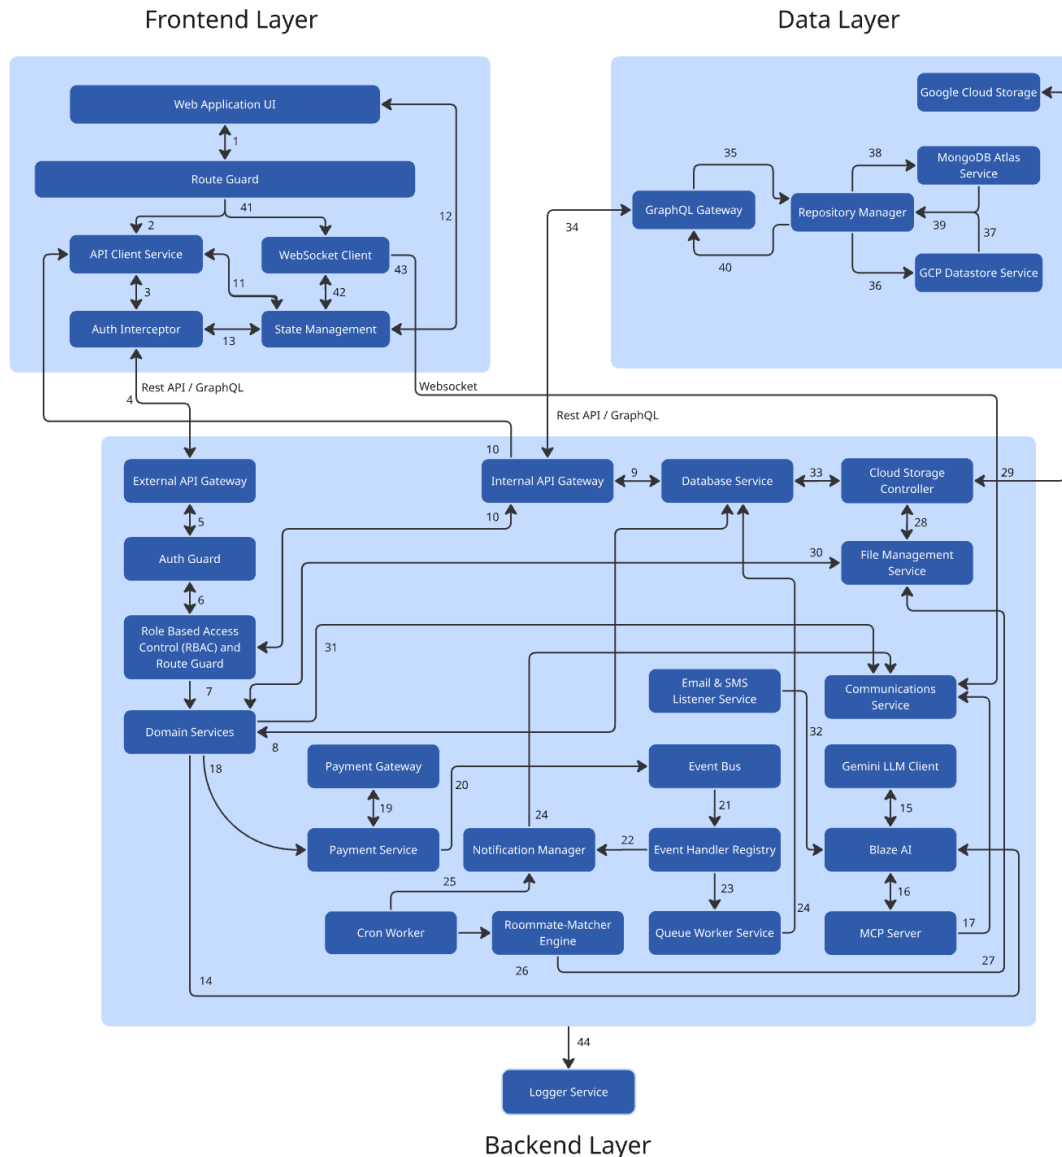 Frontend Layer
Data Layer
Web Application UI
1
Route Guard
41
2
12
API Client Service
WebSocket Client
43
11
3
42
Auth Interceptor
State Management
13
Rest API / GraphQL
4
Websocket
Google Cloud Storage
35
38
MongoDB Atlas
Service
GraphQL Gateway
Repository Manager
34
39
37
40
36
GCP Datastore Service
Rest API / GraphQL
10
External API Gateway
Internal API Gateway
9
Database Service
33
Cloud Storage
Controller
29
10
5
28
Auth Guard
30
File Management
Service
6
Role Based Access
Control (RBAC) and
Route Guard
31
7
Email & SMS
Listener Service
Communications
Service
Domain Services
8
32
18
Payment Gateway
20
Event Bus
Gemini LLM Client
19
24
21
15
Payment Service
Notification Manager
22
Event Handler Registry
Blaze AI
25
23
16
Cron Worker
Roommate-Matcher
Engine
Queue Worker Service
24
MCP Server
17
26
27
14
44
Logger Service
Backend Layer